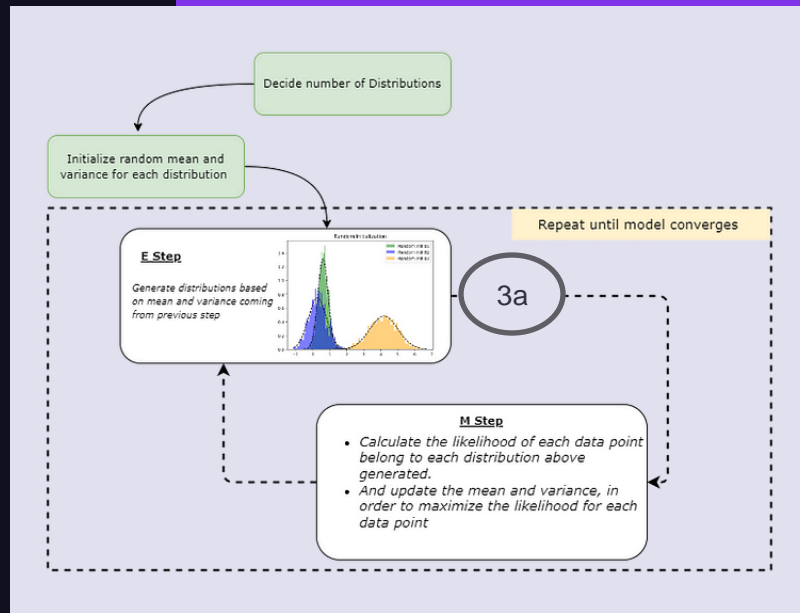 Decide number of Distributions
Initialize random mean and
variance for each distribution
Repeat until model converges
E Step
Generate distributions based
on mean and variance coming
from previous step
Random Initialization
3a
M Step
• Calculate the likelihood of each data point
belong to each distribution above
generated.
• And update the mean and variance, in
order to maximize the likelihood for each
data point